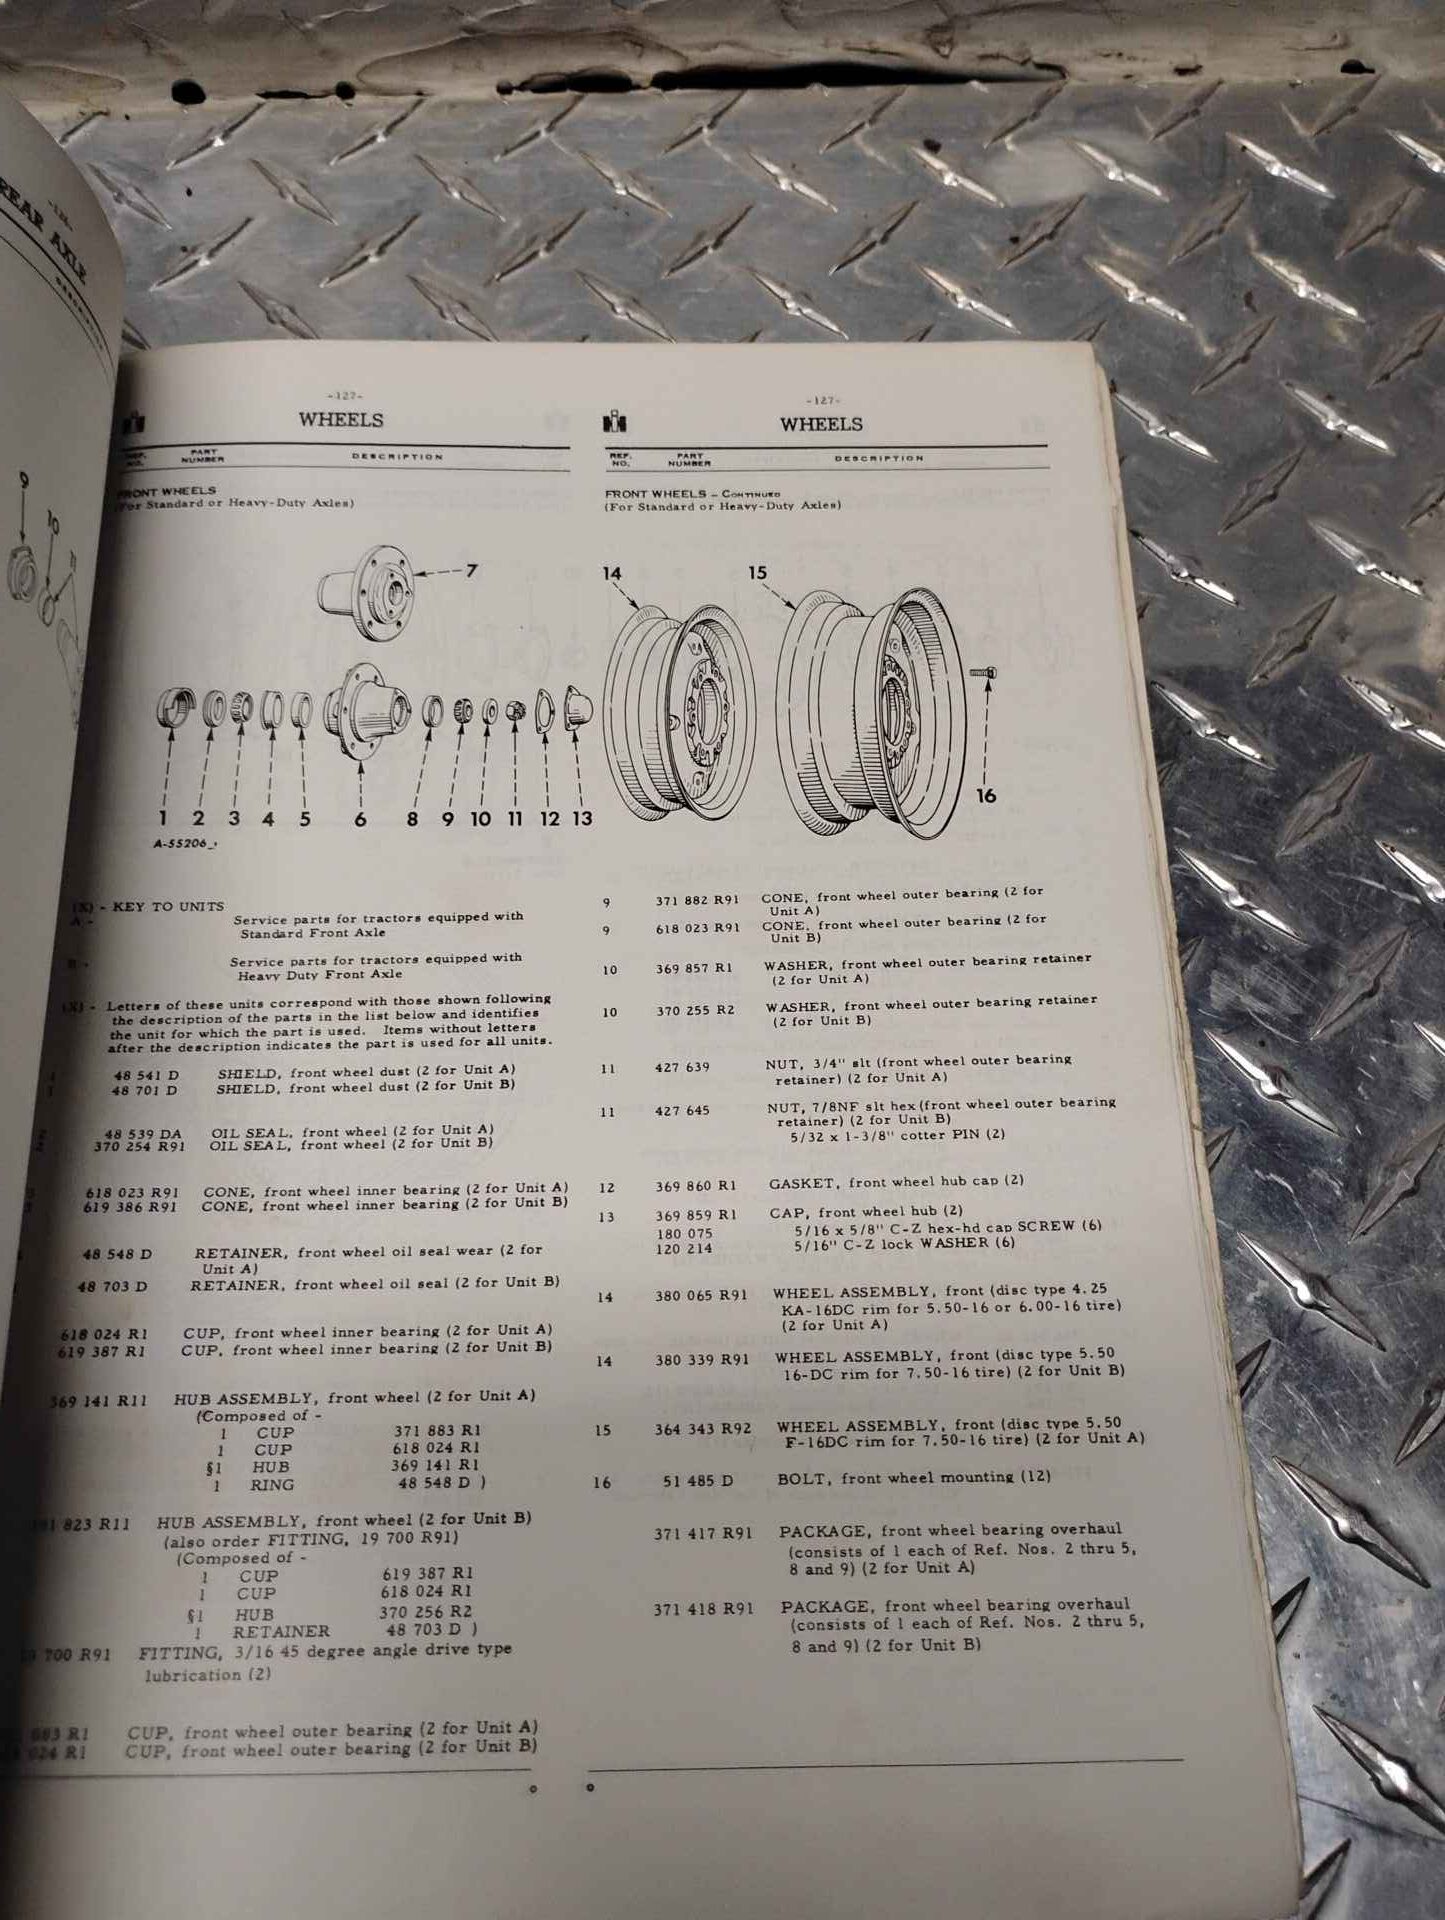 REAR AXLE
9
10
-127-
WHEELS
REF. NO.
PART NUMBER
DESCRIPTION
FRONT WHEELS
(For Standard or Heavy-Duty Axles)
7
1 2 3 4 5 6 8 9 10 11 12 13
A-55206
(X) - KEY TO UNITS
A - Service parts for tractors equipped with
Standard Front Axle
B - Service parts for tractors equipped with
Heavy Duty Front Axle
(X) - Letters of these units correspond with those shown following
the description of the parts in the list below and identifies
the unit for which the part is used. Items without letters
after the description indicates the part is used for all units.
48 541 D SHIELD, front wheel dust (2 for Unit A)
48 701 D SHIELD, front wheel dust (2 for Unit B)
48 539 DA OIL SEAL, front wheel (2 for Unit A)
370 254 R91 OIL SEAL, front wheel (2 for Unit B)
618 023 R91 CONE, front wheel inner bearing (2 for Unit A)
619 386 R91 CONE, front wheel inner bearing (2 for Unit B)
48 548 D RETAINER, front wheel oil seal wear (2 for
Unit A)
48 703 D RETAINER, front wheel oil seal (2 for Unit B)
618 024 R1 CUP, front wheel inner bearing (2 for Unit A)
619 387 R1 CUP, front wheel inner bearing (2 for Unit B)
369 141 R11 HUB ASSEMBLY, front wheel (2 for Unit A)
(Composed of -
1 CUP 371 883 R1
1 CUP 618 024 R1
§1 HUB 369 141 R1
1 RING 48 548 D )
823 R11 HUB ASSEMBLY, front wheel (2 for Unit B)
(also order FITTING, 19 700 R91)
(Composed of -
1 CUP 619 387 R1
1 CUP 618 024 R1
§1 HUB 370 256 R2
1 RETAINER 48 703 D )
19 700 R91 FITTING, 3/16 45 degree angle drive type
lubrication (2)
883 R1 CUP, front wheel outer bearing (2 for Unit A)
024 R1 CUP, front wheel outer bearing (2 for Unit B)
-127-
WHEELS
REF. NO.
PART NUMBER
DESCRIPTION
FRONT WHEELS - CONTINUED
(For Standard or Heavy-Duty Axles)
14 15
16
9 371 882 R91 CONE, front wheel outer bearing (2 for
Unit A)
9 618 023 R91 CONE, front wheel outer bearing (2 for
Unit B)
10 369 857 R1 WASHER, front wheel outer bearing retainer
(2 for Unit A)
10 370 255 R2 WASHER, front wheel outer bearing retainer
(2 for Unit B)
11 427 639 NUT, 3/4" slt (front wheel outer bearing
retainer) (2 for Unit A)
11 427 645 NUT, 7/8NF slt hex (front wheel outer bearing
retainer) (2 for Unit B)
5/32 x 1-3/8" cotter PIN (2)
12 369 860 R1 GASKET, front wheel hub cap (2)
13 369 859 R1 CAP, front wheel hub (2)
180 075 5/16 x 5/8" C-Z hex-hd cap SCREW (6)
120 214 5/16" C-Z lock WASHER (6)
14 380 065 R91 WHEEL ASSEMBLY, front (disc type 4.25
KA-16DC rim for 5.50-16 or 6.00-16 tire)
(2 for Unit A)
14 380 339 R91 WHEEL ASSEMBLY, front (disc type 5.50
16-DC rim for 7.50-16 tire) (2 for Unit B)
15 364 343 R92 WHEEL ASSEMBLY, front (disc type 5.50
F-16DC rim for 7.50-16 tire) (2 for Unit A)
16 51 485 D BOLT, front wheel mounting (12)
371 417 R91 PACKAGE, front wheel bearing overhaul
(consists of 1 each of Ref. Nos. 2 thru 5,
8 and 9) (2 for Unit A)
371 418 R91 PACKAGE, front wheel bearing overhaul
(consists of 1 each of Ref. Nos. 2 thru 5,
8 and 9) (2 for Unit B)